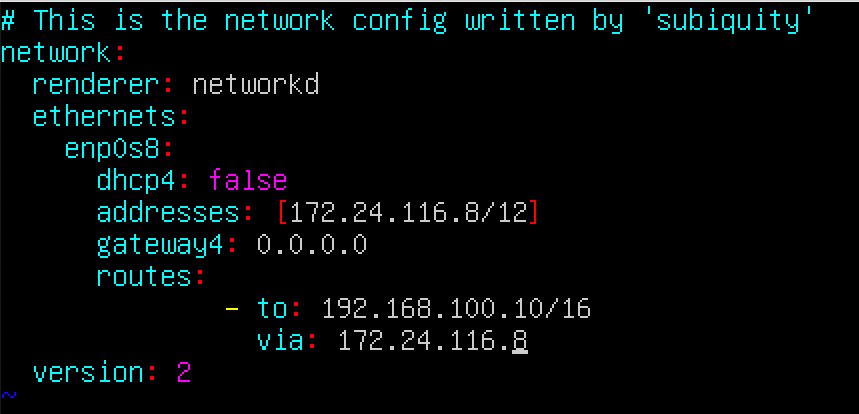 # This is the network config written by 'subiquity'
network:
  renderer: networkd
  ethernets:
    enp0s8:
      dhcp4: false
      addresses: [172.24.116.8/12]
      gateway4: 0.0.0.0
      routes:
              - to: 192.168.100.10/16
                via: 172.24.116.8
  version: 2
~